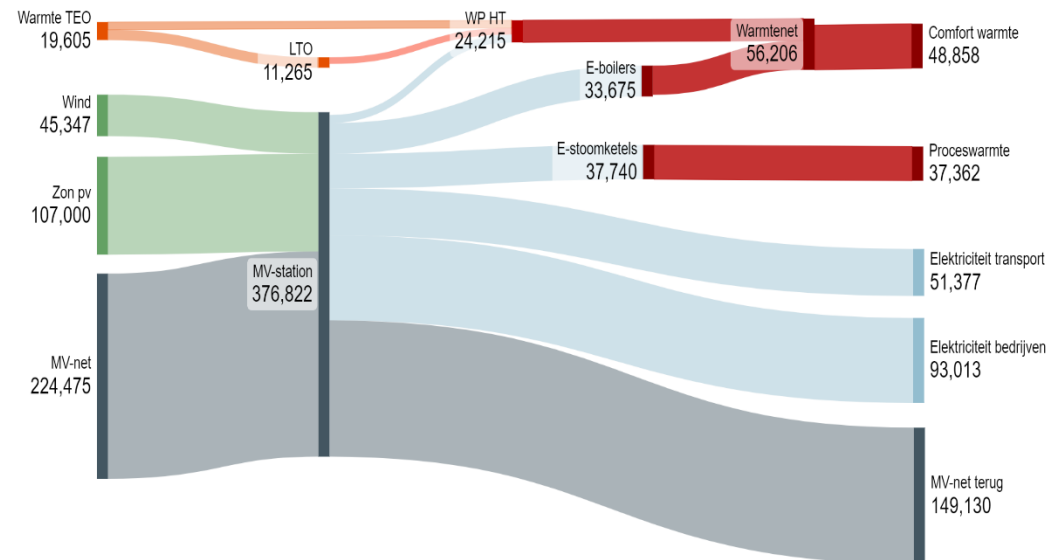 Warmte TEO
19,605
LTO
11,265
WP HT
24,215
Warmtenet
56,206
Comfort warmte
48,858
Wind
45,347
E-boilers
33,675
Zon pv
107,000
E-stoomketels
37,740
Proceswarmte
37,362
MV-station
376,822
Elektriciteit transport
51,377
MV-net
224,475
Elektriciteit bedrijven
93,013
MV-net terug
149,130